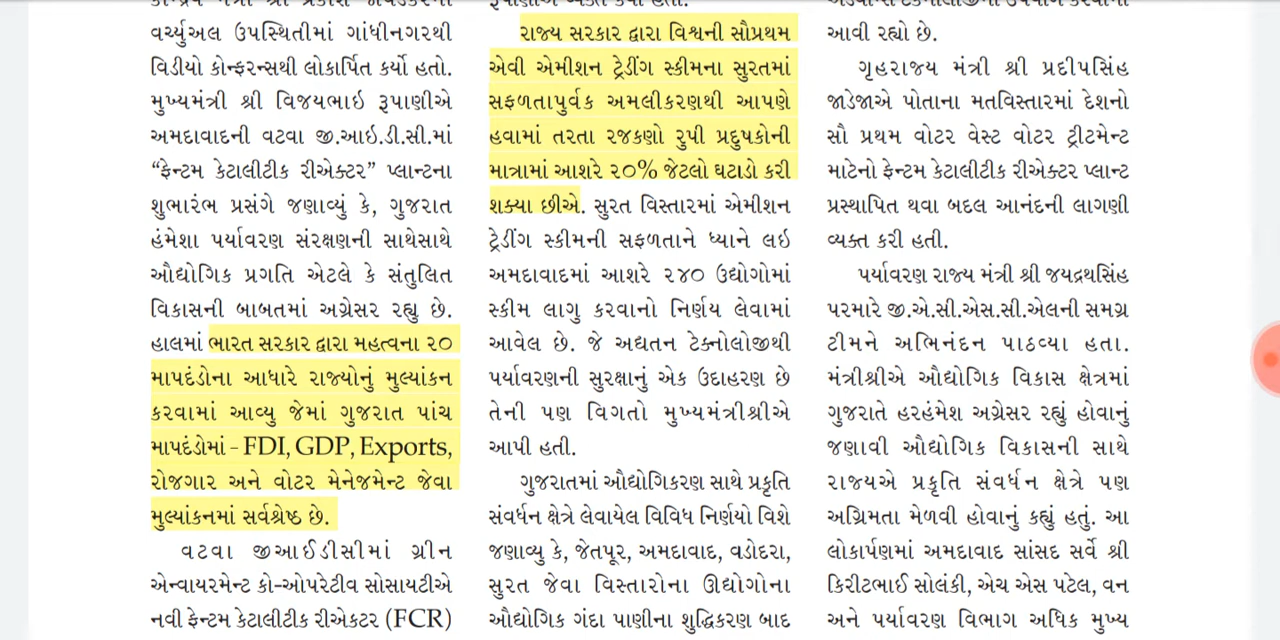 કેન્દ્રિય મંત્રી શ્રી પ્રકાશ જાવડેકરની
વર્ચ્યુઅલ ઉપસ્થિતીમાં ગાંધીનગરથી
વિડીયો કોન્ફરન્સથી લોકાર્પિત કર્યો હતો.
મુખ્યમંત્રી શ્રી વિજયભાઇ રૂપાણીએ
અમદાવાદની વટવા જી.આઇ.ડી.સી.માં
“ફેન્ટમ કેટાલીટીક રીએક્ટર” પ્લાન્ટના
શુભારંભ પ્રસંગે જણાવ્યું કે, ગુજરાત
હંમેશા પર્યાવરણ સંરક્ષણની સાથેસાથે
ઔદ્યોગિક પ્રગતિ એટલે કે સંતુલિત
વિકાસની બાબતમાં અગ્રેસર રહ્યુ છે.
હાલમાં ભારત સરકાર દ્વારા મહત્વના ૨૦
માપદંડોના આધારે રાજ્યોનું મુલ્યાંકન
કરવામાં આવ્યુ જેમાં ગુજરાત પાંચ
માપદંડોમાં - FDI, GDP, Exports,
રોજગાર અને વોટર મેનેજમેન્ટ જેવા
મુલ્યાંકનમાં સર્વશ્રેષ્ઠ છે.
વટવા જીઆઈડીસીમાં ગ્રીન
એન્વાયરમેન્ટ કો-ઓપરેટીવ સોસાયટીએ
નવી ફેન્ટમ કેટાલીટીક રીએક્ટર (FCR)
રૂપાણીએ વ્યક્ત કર્યો હતો.
રાજ્ય સરકાર દ્વારા વિશ્વની સૌપ્રથમ
એવી એમીશન ટ્રેડીંગ સ્કીમના સુરતમાં
સફળતાપુર્વક અમલીકરણથી આપણે
હવામાં તરતા રજકણો રુપી પ્રદુષકોની
માત્રામાં આશરે ૨૦% જેટલો ઘટાડો કરી
શક્યા છીએ. સુરત વિસ્તારમાં એમીશન
ટ્રેડીંગ સ્કીમની સફળતાને ધ્યાને લઇ
અમદાવાદમાં આશરે ૨૪૦ ઉદ્યોગોમાં
સ્કીમ લાગુ કરવાનો નિર્ણય લેવામાં
આવેલ છે. જે અદ્યતન ટેક્નોલોજીથી
પર્યાવરણની સુરક્ષાનું એક ઉદાહરણ છે
તેની પણ વિગતો મુખ્યમંત્રીશ્રીએ
આપી હતી.
ગુજરાતમાં ઔદ્યોગિકરણ સાથે પ્રકૃતિ
સંવર્ધન ક્ષેત્રે લેવાયેલ વિવિધ નિર્ણયો વિશે
જણાવ્યુ કે, જેતપૂર, અમદાવાદ, વડોદરા,
સુરત જેવા વિસ્તારોના ઊદ્યોગોના
ઔદ્યોગિક ગંદા પાણીના શુદ્ધિકરણ બાદ
આવી રહ્યો છે.
ગૃહરાજય મંત્રી શ્રી પ્રદીપસિંહ
જાડેજાએ પોતાના મતવિસ્તારમાં દેશનો
સૌ પ્રથમ વોટર વેસ્ટ વોટર ટ્રીટમેન્ટ
માટેનો ફેન્ટમ કેટાલીટીક રીએક્ટર પ્લાન્ટ
પ્રસ્થાપિત થવા બદલ આનંદની લાગણી
વ્યક્ત કરી હતી.
પર્યાવરણ રાજ્ય મંત્રી શ્રી જયદ્રથસિંહ
પરમારે જી.એ.સી.એસ.સી.એલની સમગ્ર
ટીમને અભિનંદન પાઠવ્યા હતા.
મંત્રીશ્રીએ ઔદ્યોગિક વિકાસ ક્ષેત્રમાં
ગુજરાતે હરહંમેશ અગ્રેસર રહ્યું હોવાનું
જણાવી ઔદ્યોગિક વિકાસની સાથે
રાજયએ પ્રકૃતિ સંવર્ધન ક્ષેત્રે પણ
અગ્રિમતા મેળવી હોવાનું કહ્યું હતું. આ
લોકાર્પણમાં અમદાવાદ સાંસદ સર્વે શ્રી
કિરીટભાઈ સોલંકી, એચ એસ પટેલ, વન
અને પર્યાવરણ વિભાગ અધિક મુખ્ય